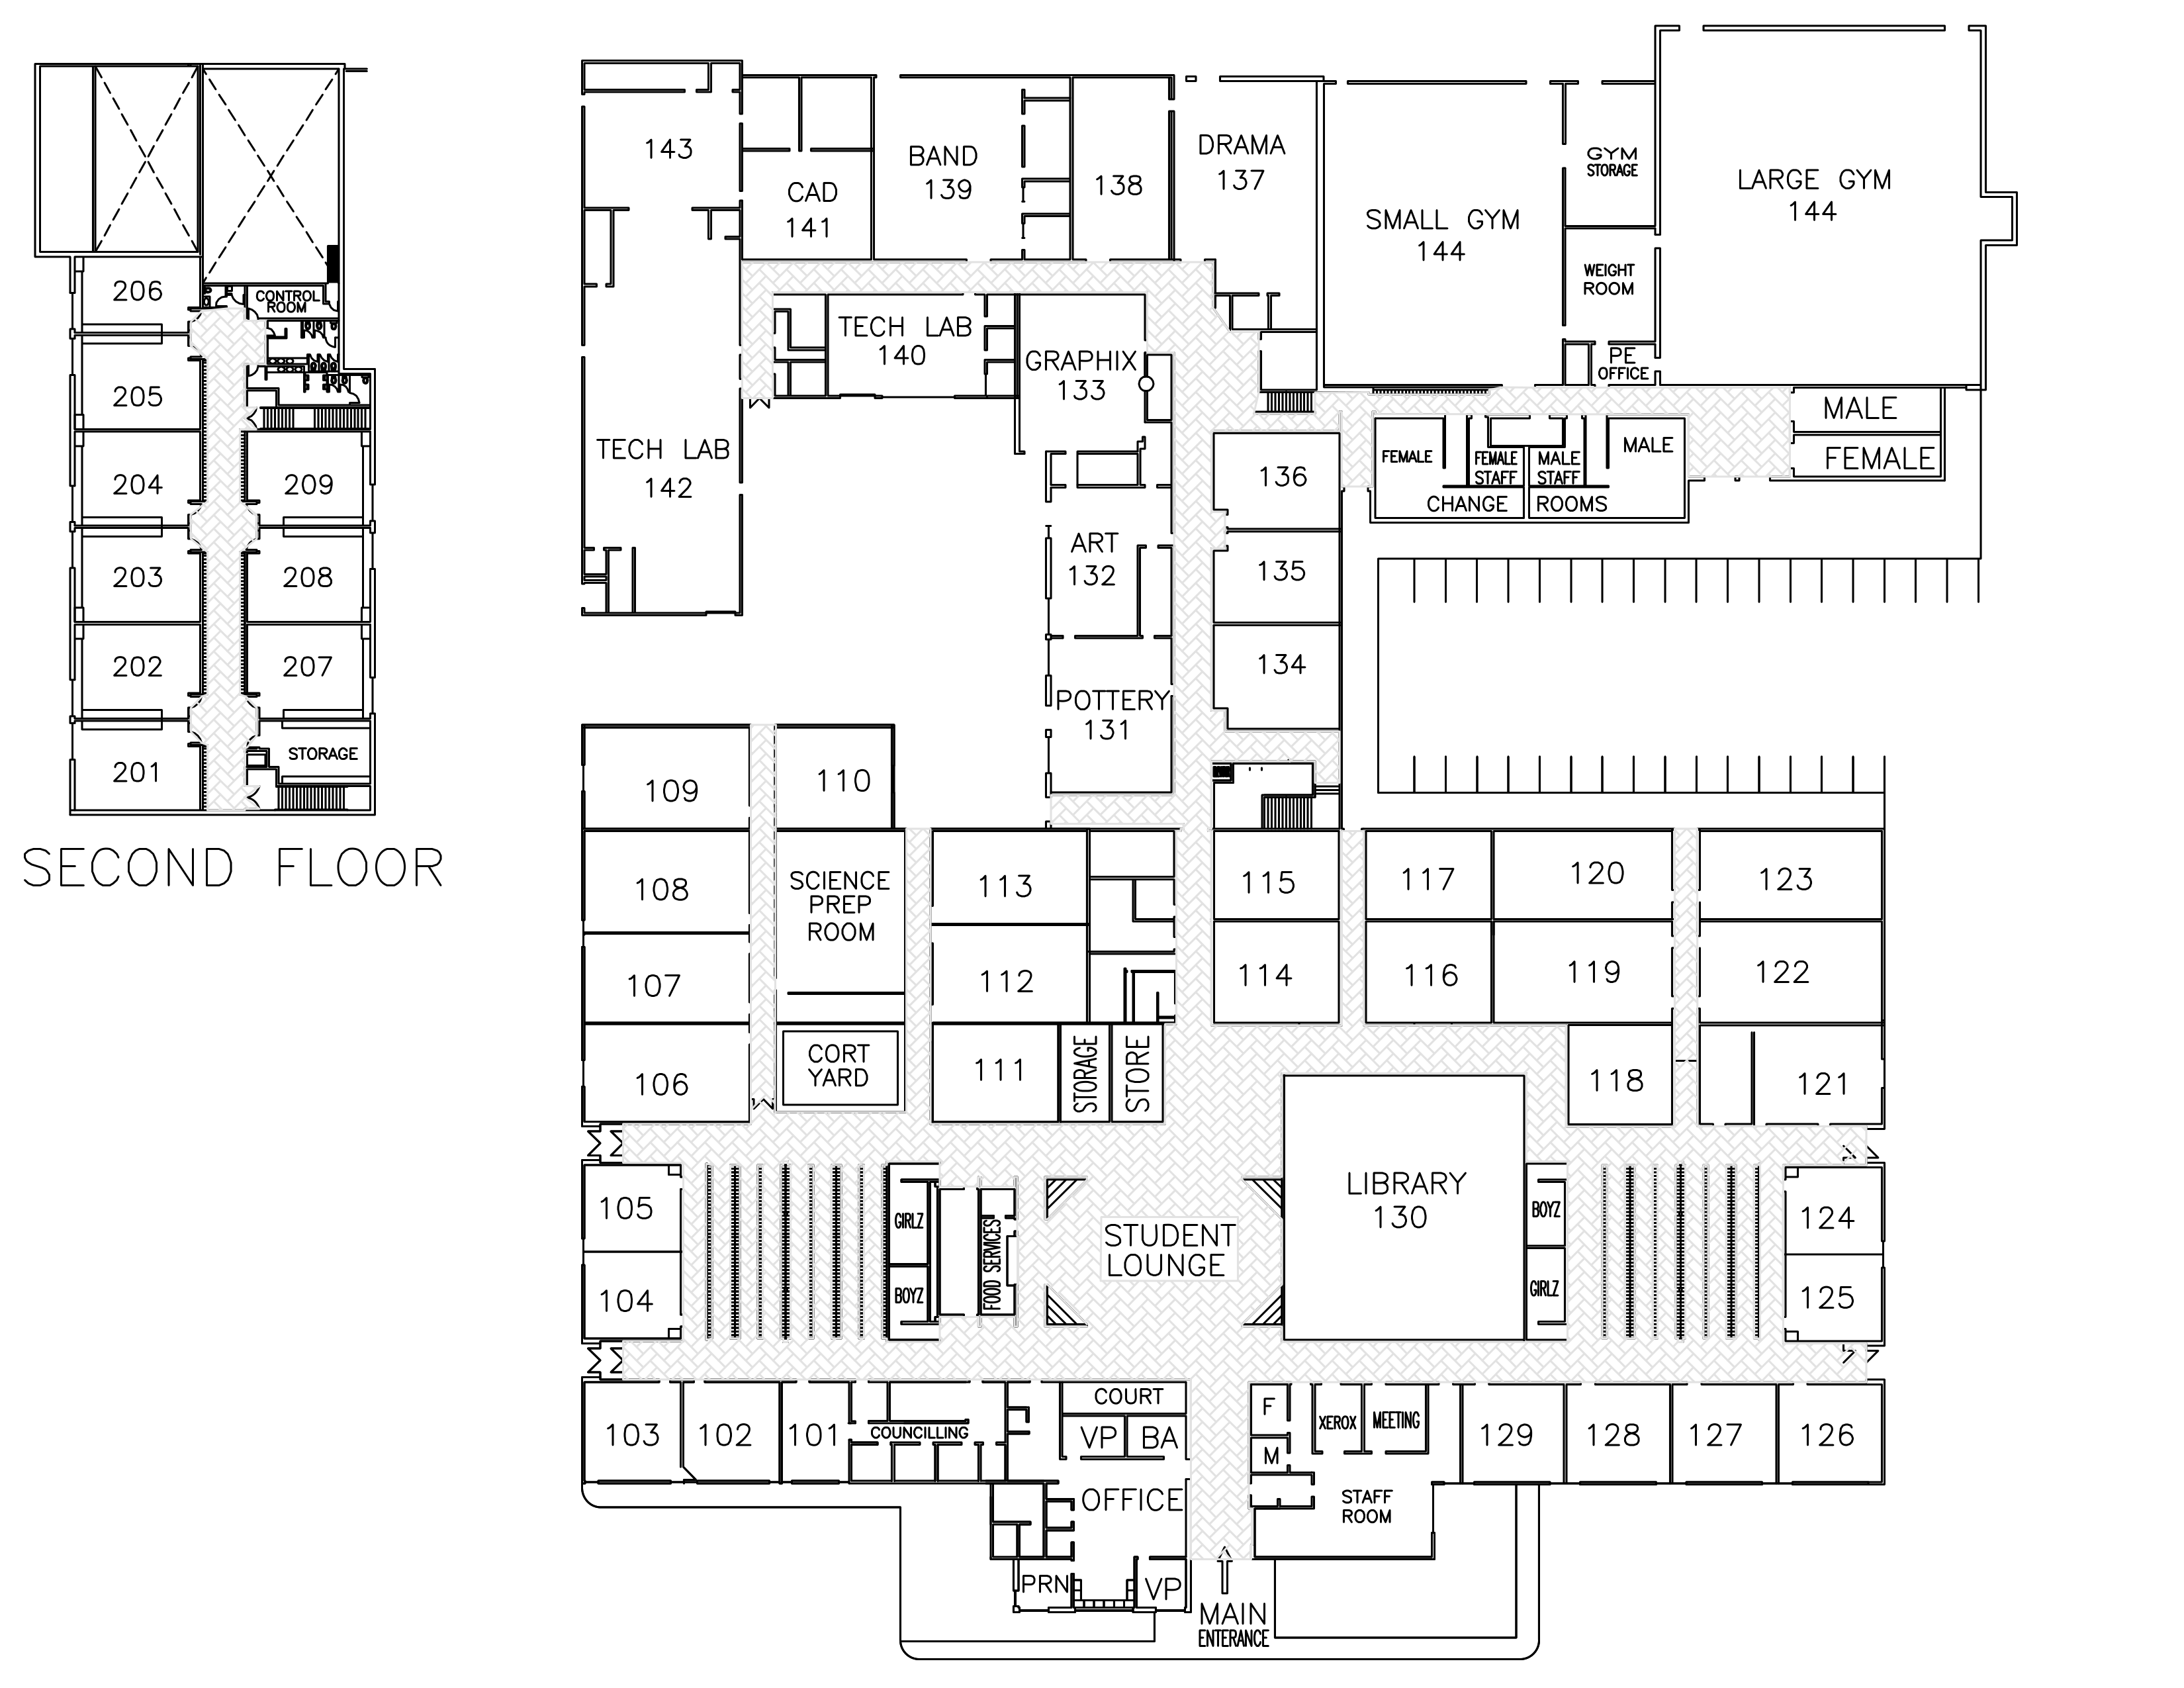 206
CONTROL
ROOM
205
204
209
203
208
202
207
201
STORAGE
SECOND FLOOR
143
CAD
141
BAND
139
138
DRAMA
137
SMALL GYM
144
GYM
STORAGE
WEIGHT
ROOM
PE
OFFICE
LARGE GYM
144
TECH LAB
140
GRAPHIX
133
TECH LAB
142
MALE
FEMALE
FEMALE
FEMALE
STAFF
MALE
STAFF
MALE
CHANGE ROOMS
136
135
134
ART
132
POTTERY
131
109
110
108
SCIENCE
PREP
ROOM
113
115
117
120
123
107
112
114
116
119
122
106
CORT
YARD
111
STORAGE
STORE
118
121
105
104
GIRLZ
BOYZ
FOOD SERVICES
STUDENT
LOUNGE
LIBRARY
130
BOYZ
GIRLZ
124
125
103
102
101
COUNCILLING
COURT
VP
BA
OFFICE
PRN
VP
F
M
XEROX
MEETING
STAFF
ROOM
129
128
127
126
MAIN
ENTERANCE